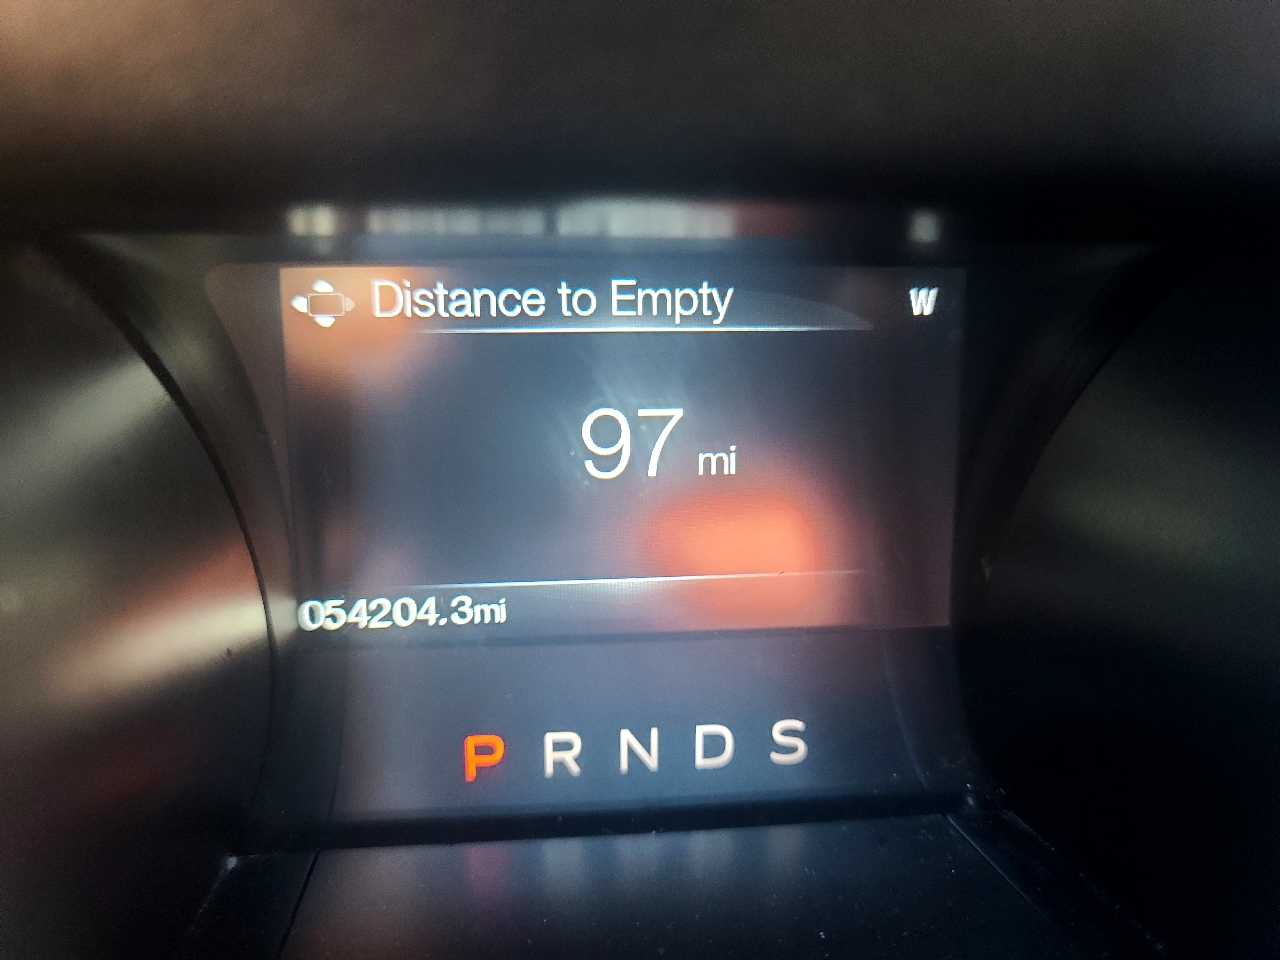 Distance to Empty W
97 mi
054204.3mi
P R N D S